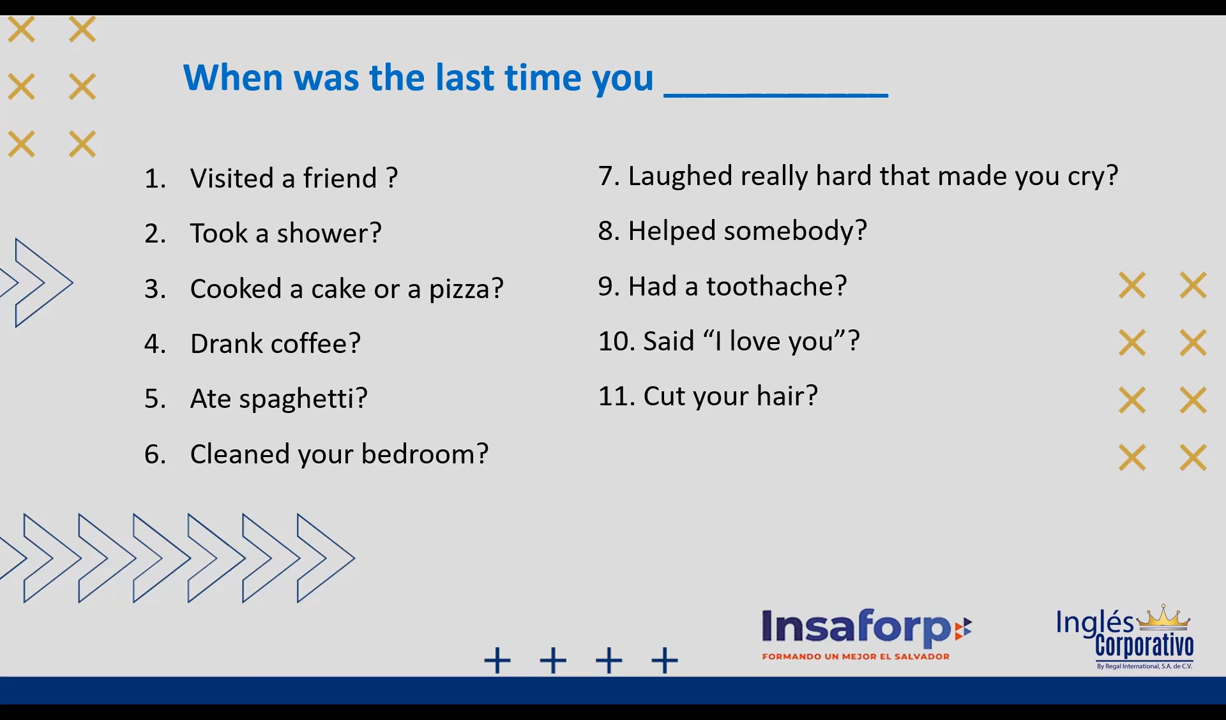 When was the last time you ___________
1. Visited a friend ?
2. Took a shower?
3. Cooked a cake or a pizza?
4. Drank coffee?
5. Ate spaghetti?
6. Cleaned your bedroom?
7. Laughed really hard that made you cry?
8. Helped somebody?
9. Had a toothache?
10. Said “I love you”?
11. Cut your hair?
Insaforp
FORMANDO UN MEJOR EL SALVADOR
Inglés
Corporativo
By Regal International, S.A. de C.V.